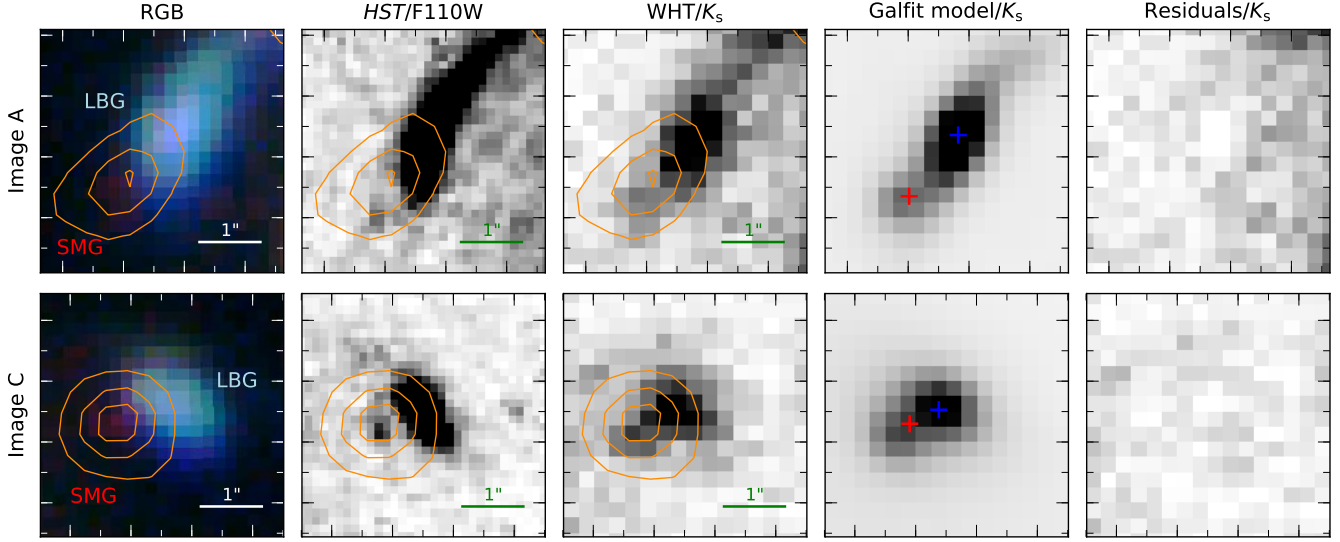 RGB
HST/F110W
WHT/Ks
Galfit model/Ks
Residuals/Ks
Image A
LBG
SMG
1"
1"
1"
Image C
LBG
SMG
1"
1"
1"